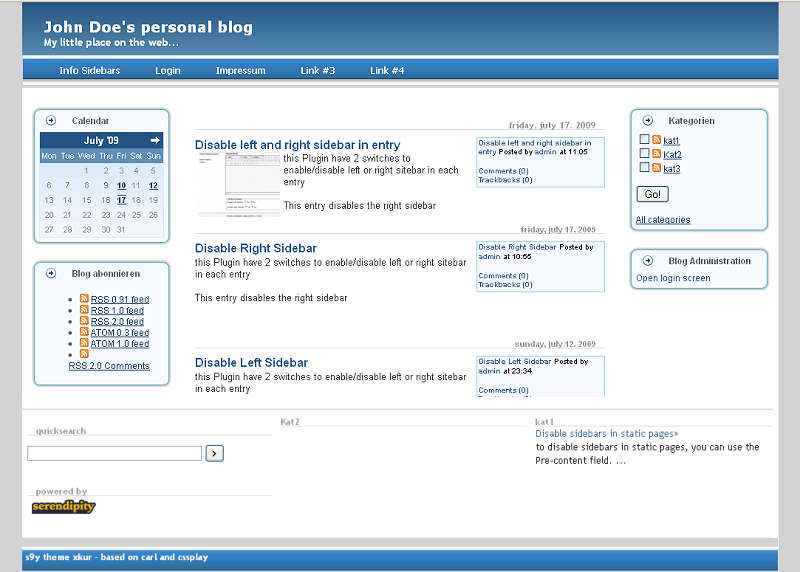 John Doe's personal blog
My little place on the web...
Info Sidebars Login Impressum Link #3 Link #4
Calendar
July '09
Mon Tue Wed Thu Fri Sat Sun
1 2 3 4 5
6 7 8 9 10 11 12
13 14 15 16 17 18 19
20 21 22 23 24 25 26
27 28 29 30 31
Blog abonnieren
RSS 0.91 feed
RSS 1.0 feed
RSS 2.0 feed
ATOM 0.3 feed
ATOM 1.0 feed
RSS 2.0 Comments
friday, july 17. 2009
Disable left and right sidebar in entry
this Plugin have 2 switches to
enable/disable left or right sitebar in each
entry
This entry disables the right sidebar
Disable left and right sidebar in
entry Posted by admin at 11:05
Comments (0)
Trackbacks (0)
friday, july 17. 2009
Disable Right Sidebar
this Plugin have 2 switches to enable/disable left or right sitebar
in each entry
This entry disables the right sidebar
Disable Right Sidebar Posted by
admin at 10:55
Comments (0)
Trackbacks (0)
sunday, july 12. 2009
Disable Left Sidebar
this Plugin have 2 switches to enable/disable left or right sitebar
in each entry
Disable Left Sidebar Posted by
admin at 23:34
Comments (0)
Kategorien
kat1
Kat2
kat3
Go!
All categories
Blog Administration
Open login screen
quicksearch
>
powered by
serendipity
Kat2
kat1
Disable sidebars in static pages»
to disable sidebars in static pages, you can use the
Pre-content field. ...
s9y theme xkur - based on carl and cssplay